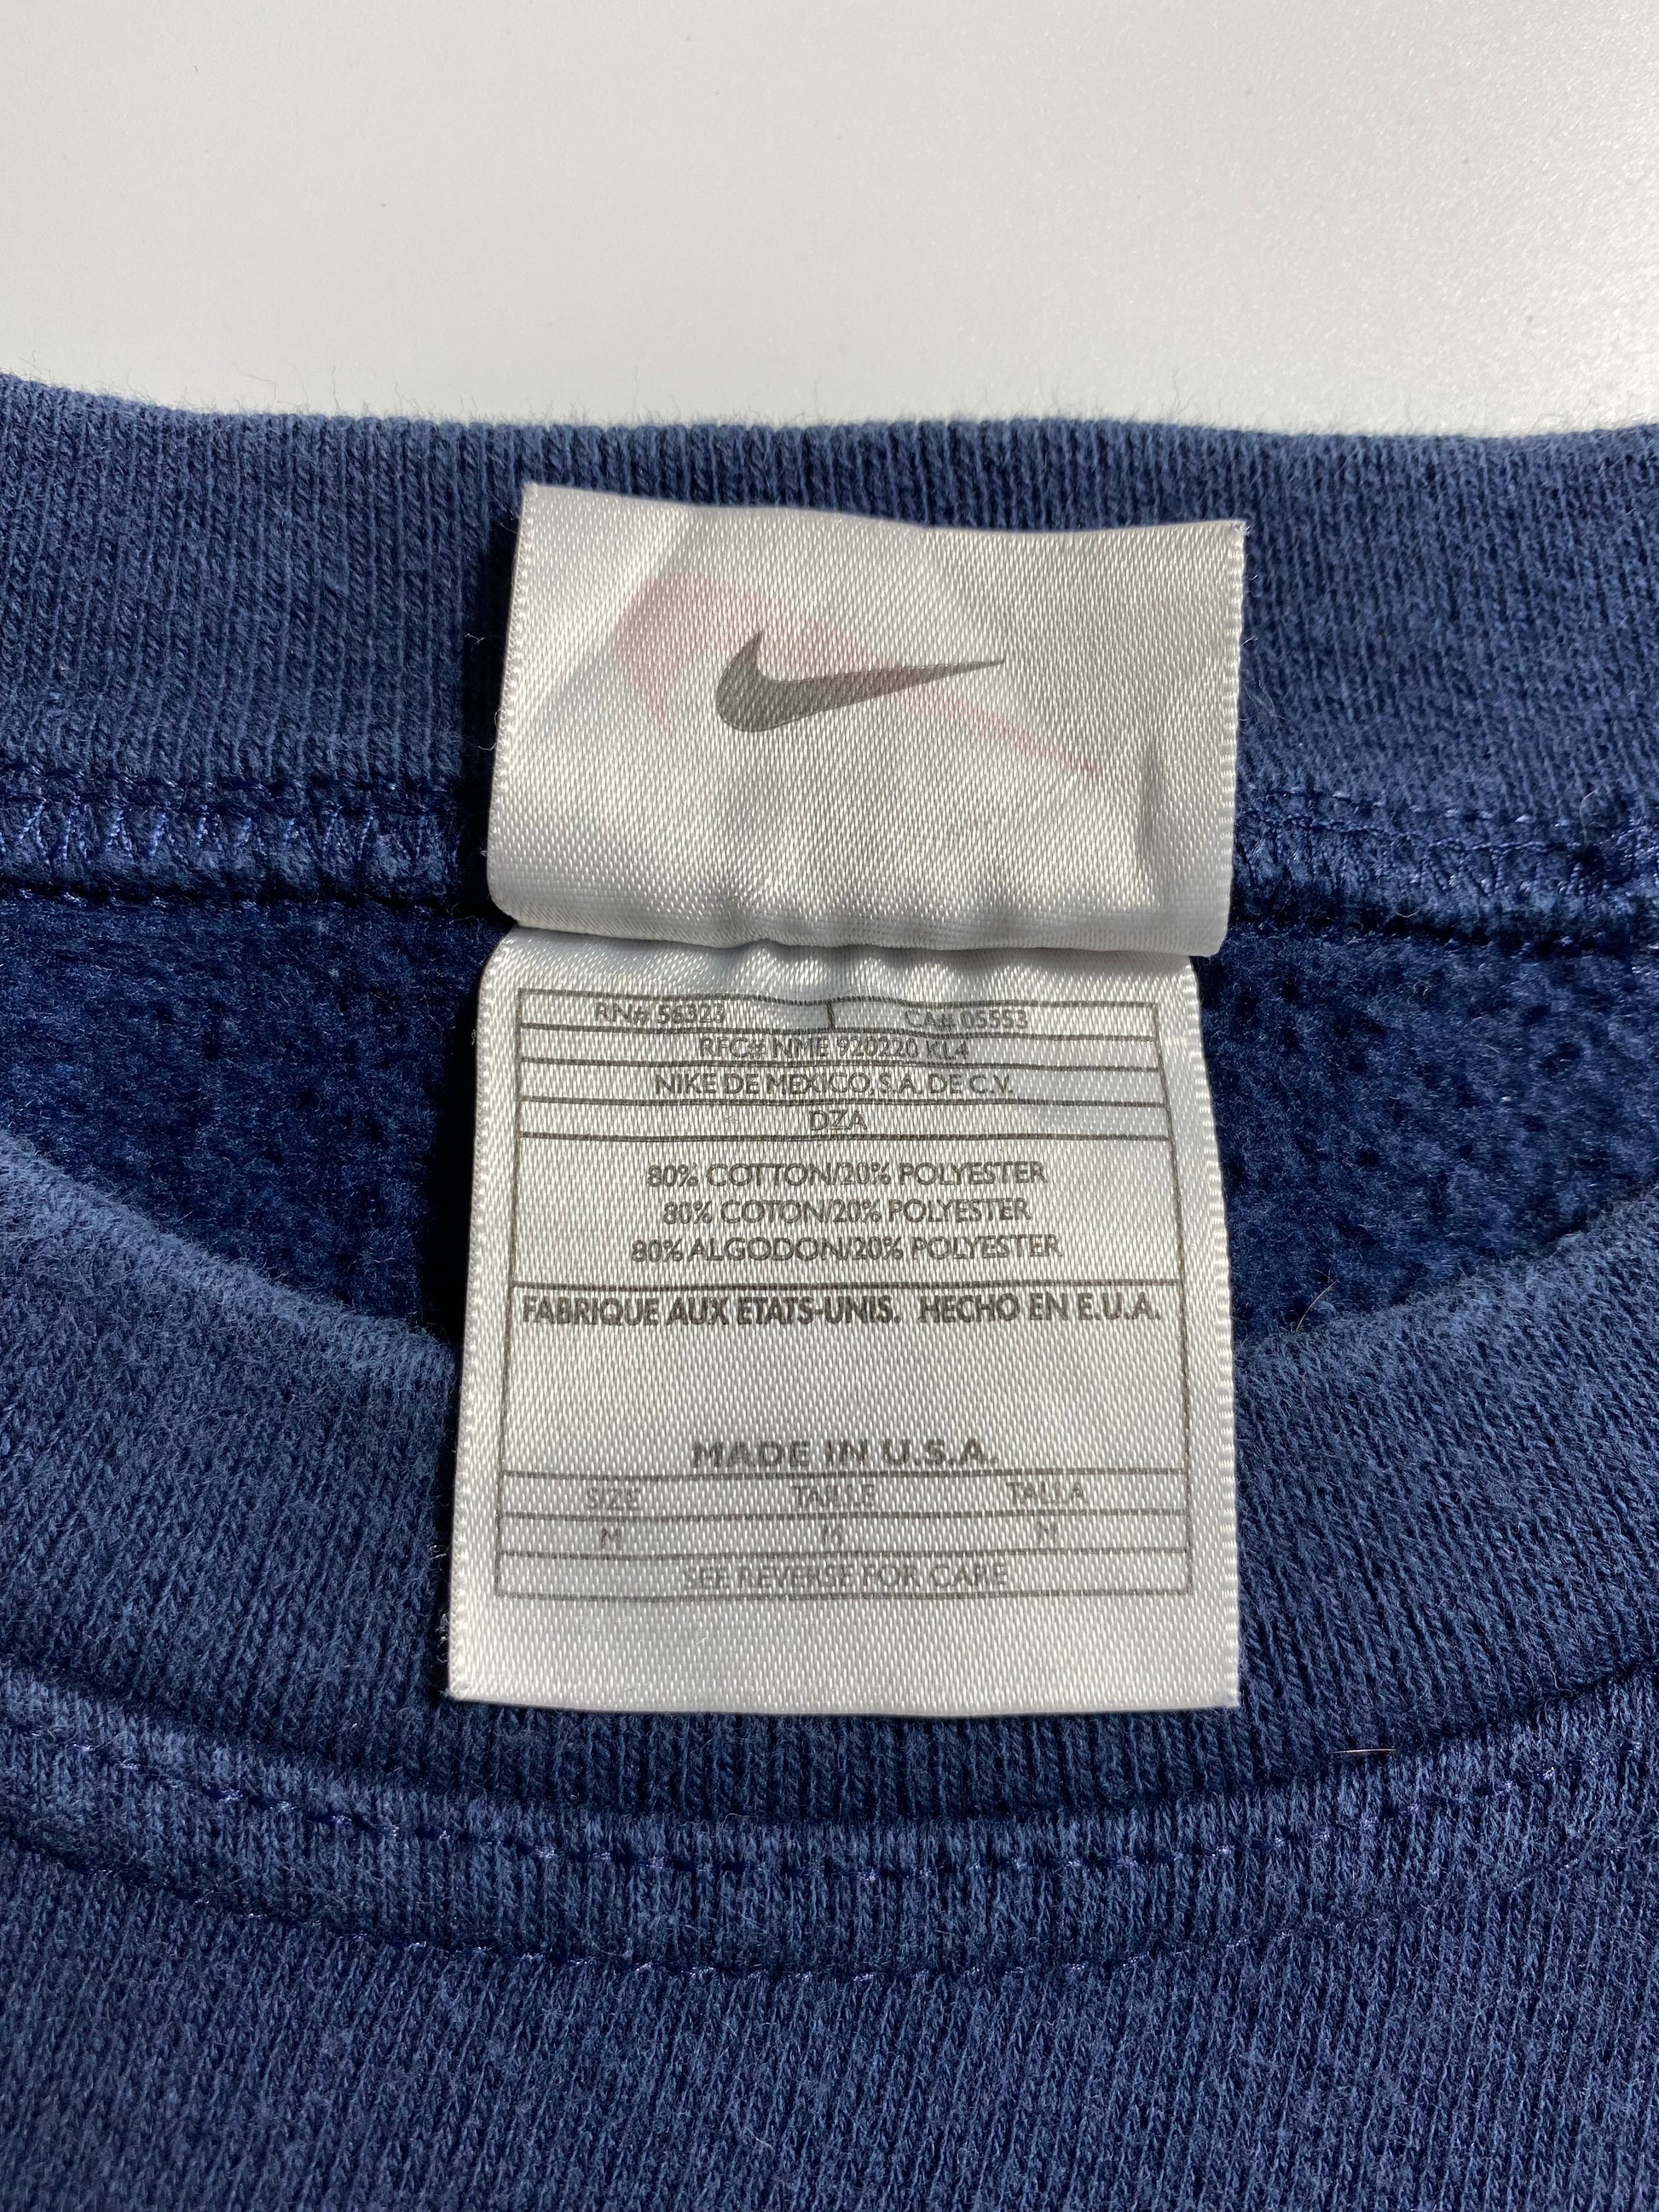 RN# 56323 CA# 05553
RFC# NME 920220 KL4
NIKE DE MEXICO, S.A. DE C.V.
DZA
80% COTTON/20% POLYESTER
80% COTON/20% POLYESTER
80% ALGODON/20% POLYESTER
FABRIQUE AUX ETATS-UNIS. HECHO EN E.U.A.
MADE IN U.S.A.
SIZE TAILLE TALLA
M M M
SEE REVERSE FOR CARE